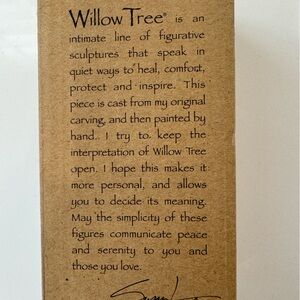 Willow Tree® is an
intimate line of figurative
sculptures that speak in
quiet ways to heal, comfort,
protect and inspire. This
piece is cast from my original
carving, and then painted by
hand. I try to keep the
interpretation of Willow Tree
open. I hope this makes it
more personal, and allows
you to decide its meaning.
May the simplicity of these
figures communicate peace
and serenity to you and
those you love.